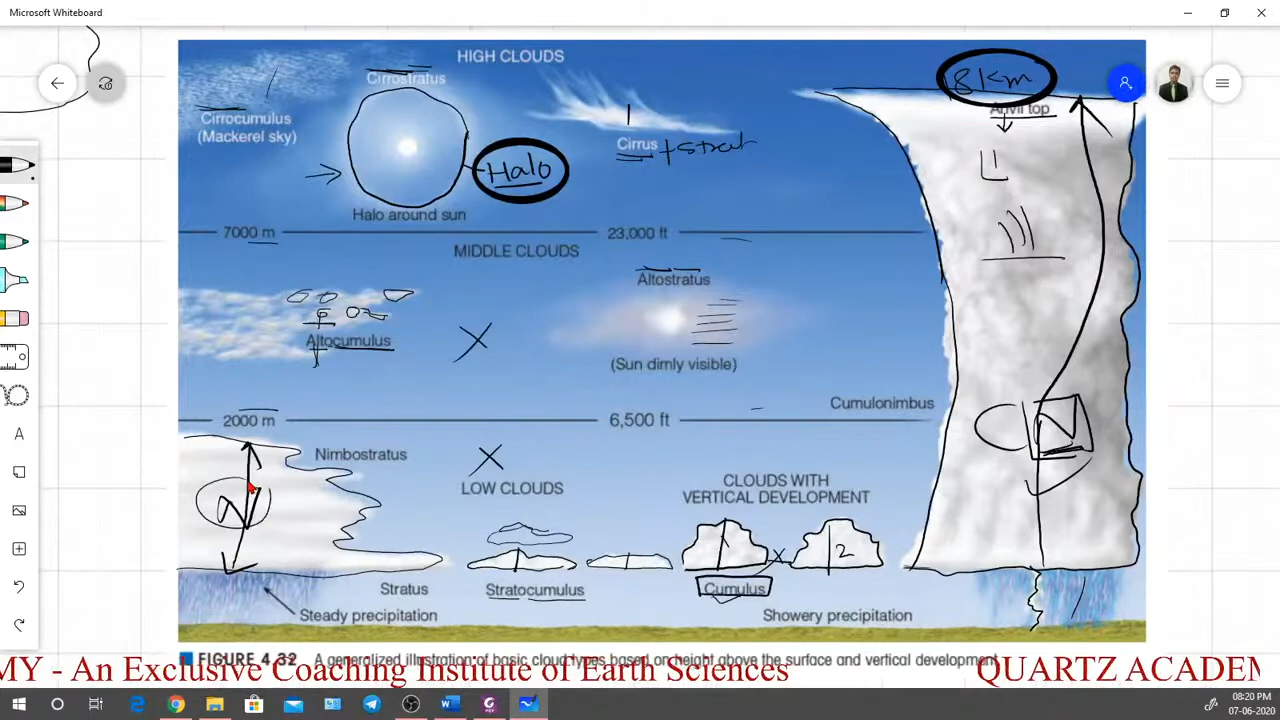 Microsoft Whiteboard
HIGH CLOUDS
8 Km
Cirrostratus
Anvil top
Cirrocumulus
(Mackerel sky)
Cirrus
+ strat
Halo
Halo around sun
7000 m
23,000 ft
MIDDLE CLOUDS
Altostratus
Altocumulus
(Sun dimly visible)
Cumulonimbus
2000 m
6,500 ft
CN
Nimbostratus
LOW CLOUDS
CLOUDS WITH
VERTICAL DEVELOPMENT
N
2
Stratus
Stratocumulus
Cumulus
Steady precipitation
Showery precipitation
FIGURE 4.32 A generalized illustration of basic cloud types based on height above the surface and vertical development
MY - An Exclusive Coaching Institute of Earth Sciences QUARTZ ACADEM
08:20 PM
07-06-2020